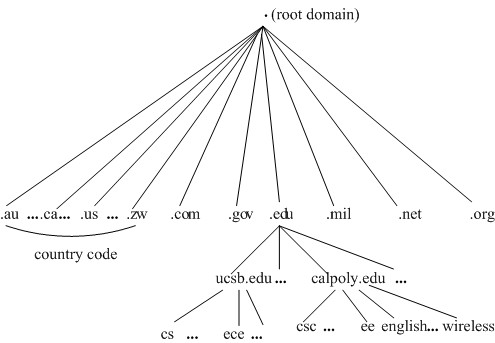 . (root domain)
.au ....ca... .us ... .zw .com .gov .edu .mil .net .org
country code
ucsb.edu ... calpoly.edu ...
cs ... ece ... csc ... ee english... wireless